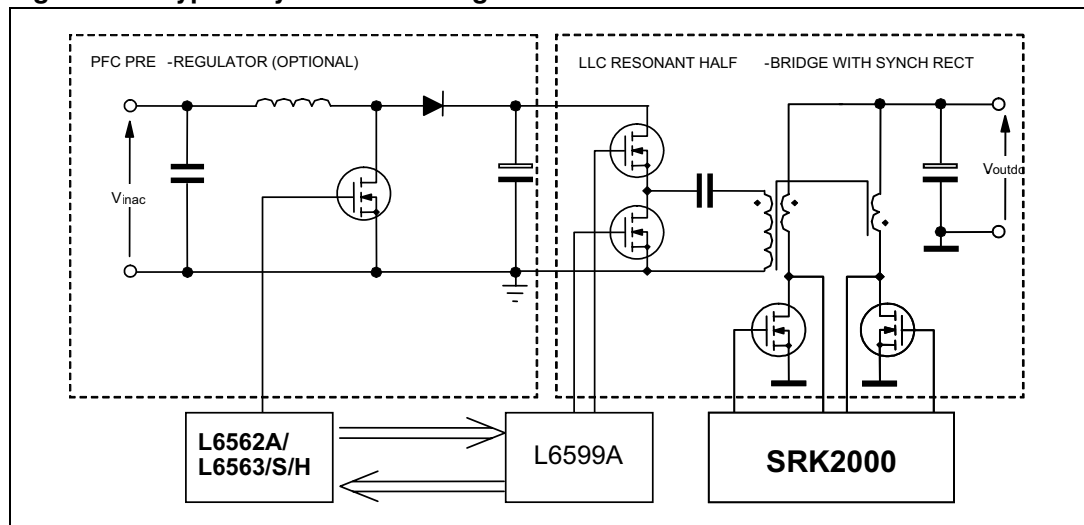 PFC PRE -REGULATOR (OPTIONAL)
LLC RESONANT HALF -BRIDGE WITH SYNCH RECT
Vinac
Voutdc
L6562A/
L6563/S/H
L6599A
SRK2000